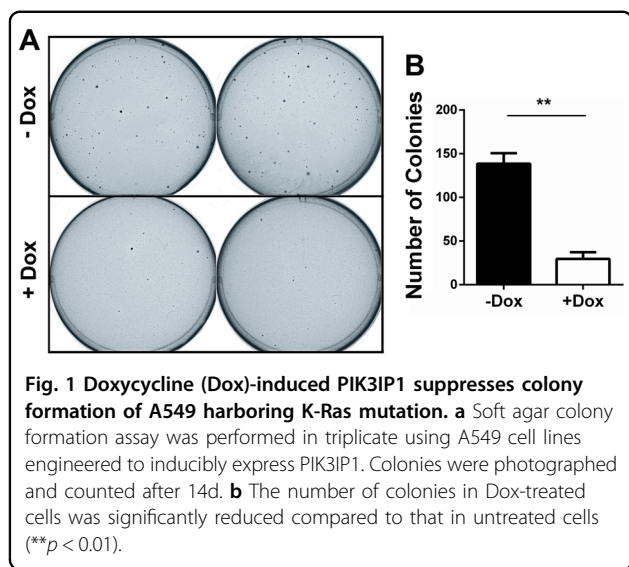 A
- Dox
+ Dox
B
**
Number of Colonies
200
150
100
50
0
-Dox
+Dox
Fig. 1 Doxycycline (Dox)-induced PIK3IP1 suppresses colony
formation of A549 harboring K-Ras mutation. a Soft agar colony
formation assay was performed in triplicate using A549 cell lines
engineered to inducibly express PIK3IP1. Colonies were photographed
and counted after 14d. b The number of colonies in Dox-treated
cells was significantly reduced compared to that in untreated cells
(**p < 0.01).